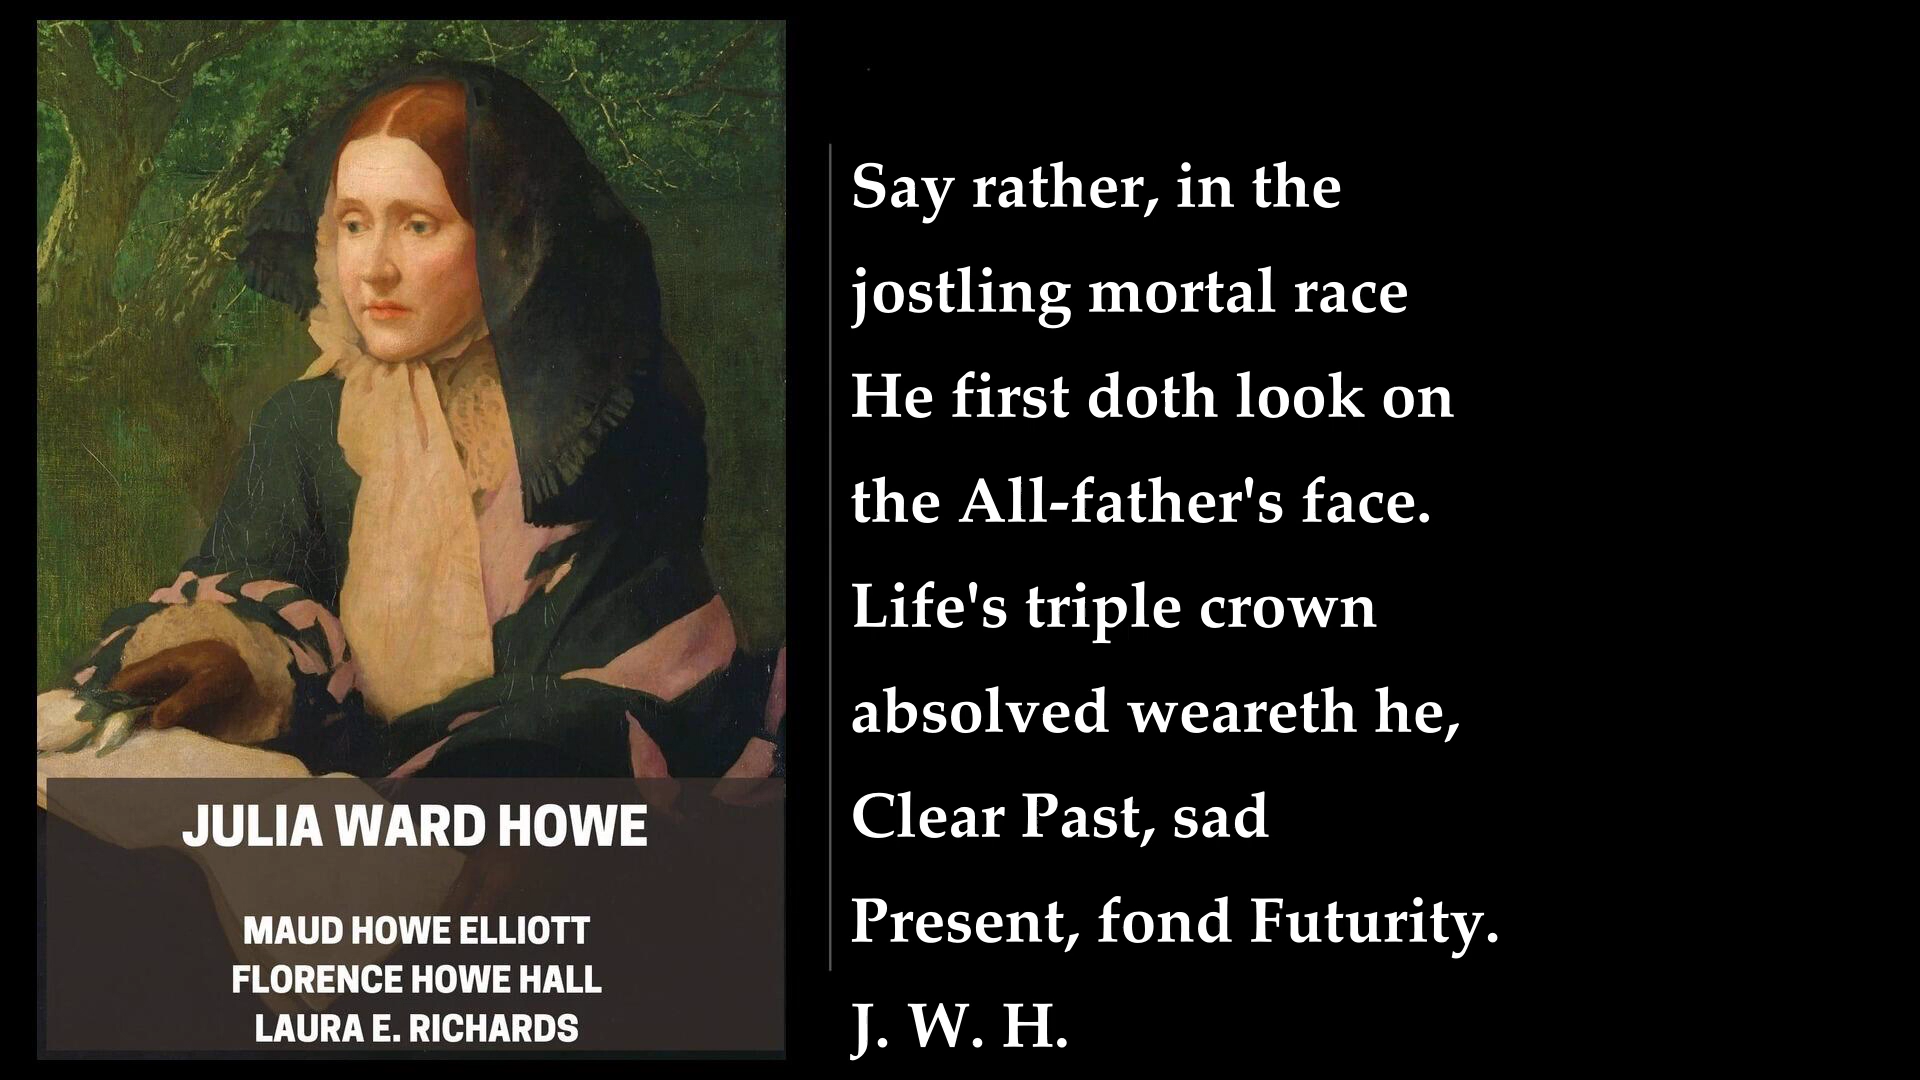 JULIA WARD HOWE
MAUD HOWE ELLIOTT
FLORENCE HOWE HALL
LAURA E. RICHARDS
Say rather, in the
jostling mortal race
He first doth look on
the All-father's face.
Life's triple crown
absolved weareth he,
Clear Past, sad
Present, fond Futurity.
J. W. H.